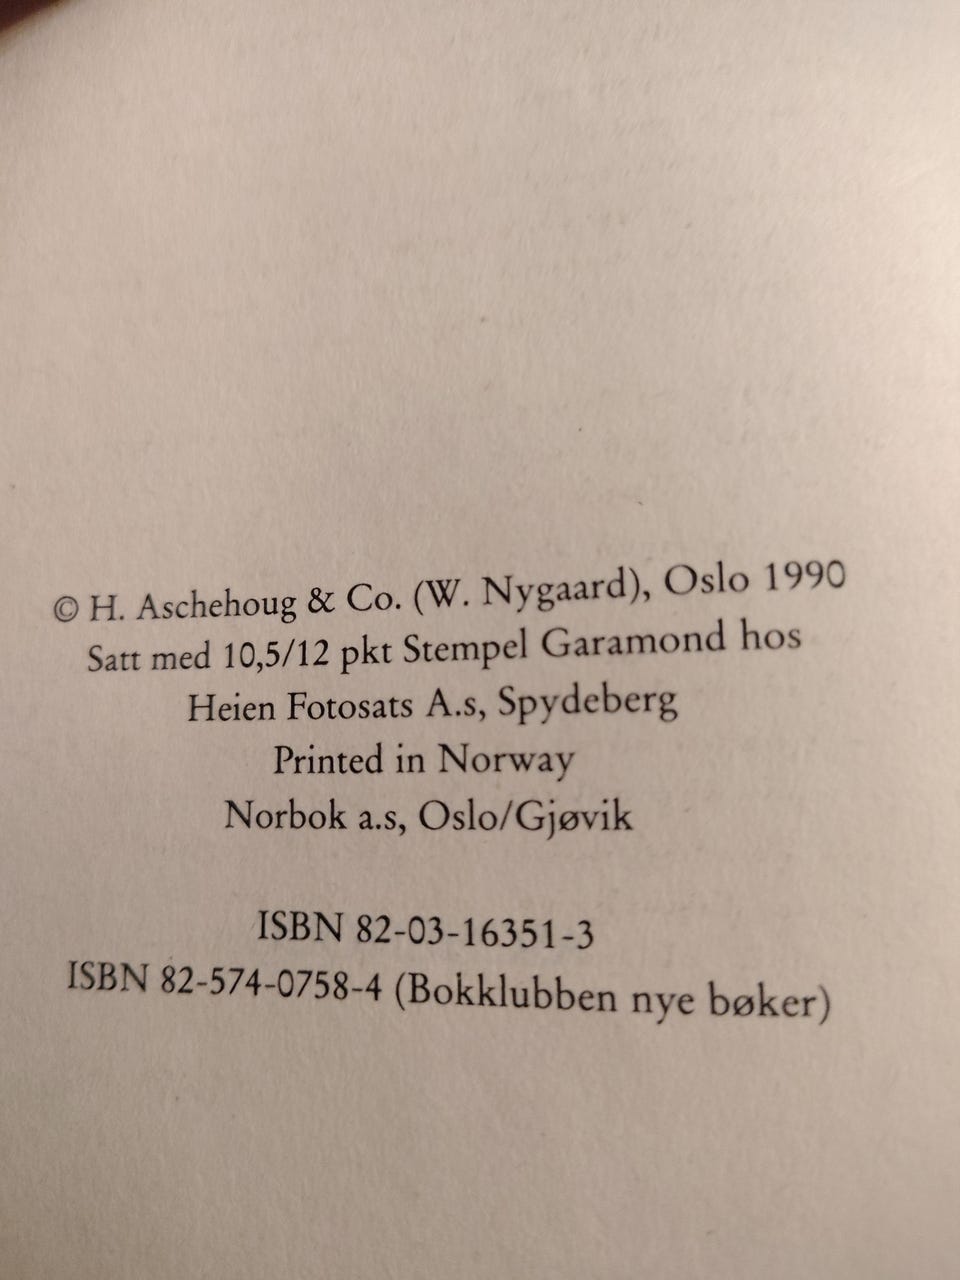 © H. Aschehoug & Co. (W. Nygaard), Oslo 1990
Satt med 10,5/12 pkt Stempel Garamond hos
Heien Fotosats A.s, Spydeberg
Printed in Norway
Norbok a.s, Oslo/Gjøvik
ISBN 82-03-16351-3
ISBN 82-574-0758-4 (Bokklubben nye bøker)